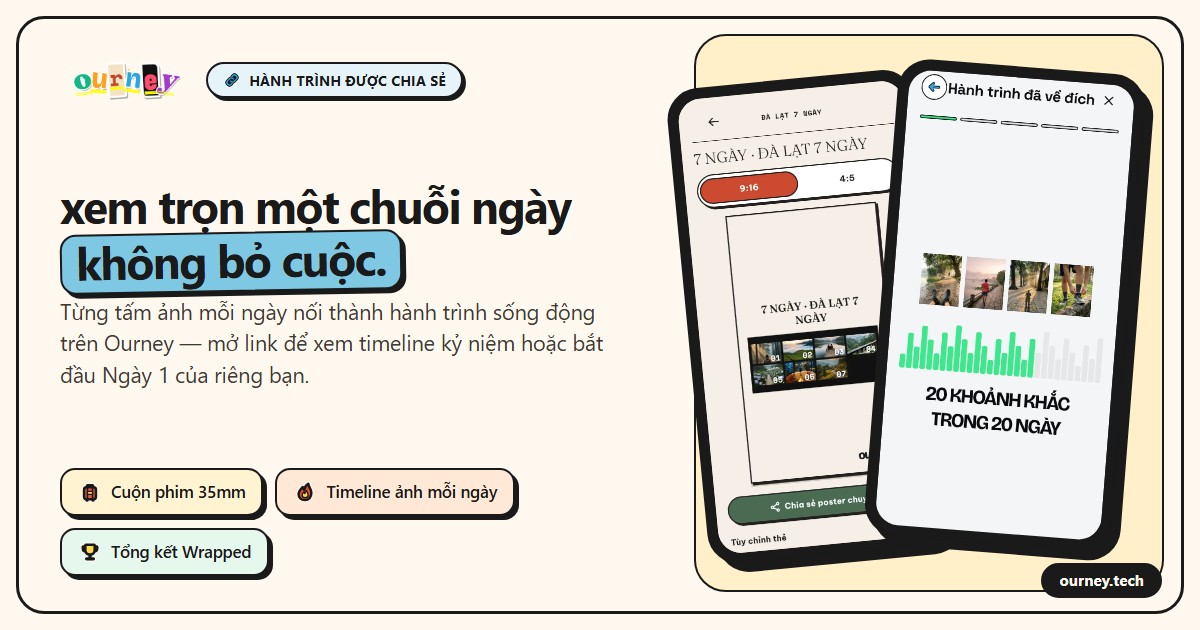 ourney
HÀNH TRÌNH ĐƯỢC CHIA SẺ
xem trọn một chuỗi ngày
không bỏ cuộc.
Từng tấm ảnh mỗi ngày nối thành hành trình sống động
trên Ourney — mở link để xem timeline kỷ niệm hoặc bắt
đầu Ngày 1 của riêng bạn.
Cuộn phim 35mm
Timeline ảnh mỗi ngày
Tổng kết Wrapped
ĐÀ LẠT 7 NGÀY
7 NGÀY · ĐÀ LẠT 7 NGÀY
9:16
4:5
7 NGÀY · ĐÀ LẠT 7
NGÀY
01 02 03 04
05 06 07
Chia sẻ poster
Tùy chỉnh thẻ
Hành trình đã về đích
20 KHOẢNH KHẮC
TRONG 20 NGÀY
ourney.tech